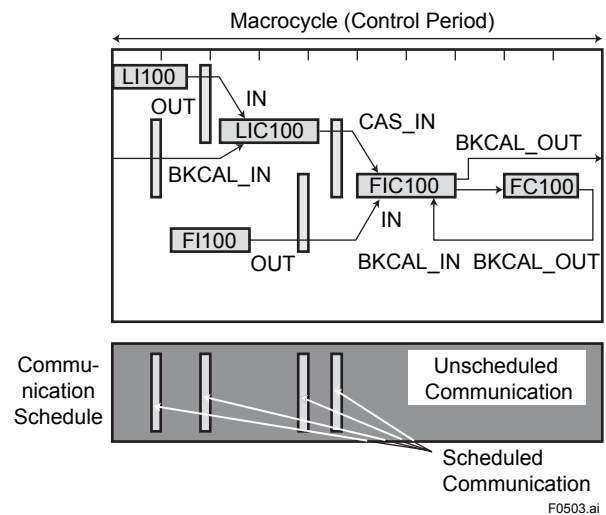 Macrocycle (Control Period)
LI100
OUT
IN
LIC100
CAS_IN
BKCAL_OUT
BKCAL_IN
FIC100
FC100
IN
FI100
OUT
BKCAL_IN
BKCAL_OUT
Commu-
nication
Schedule
Unscheduled
Communication
Scheduled
Communication
F0503.ai